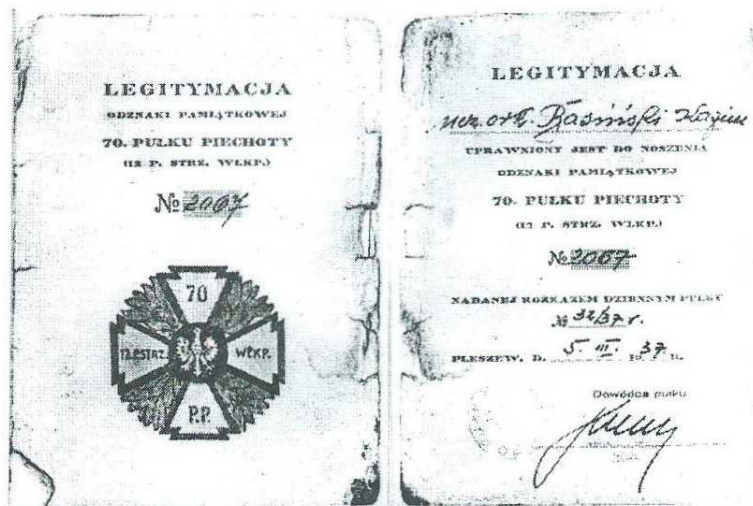 LEGITYMACJA
ODZNAKI PAMIĄTKOWEJ
70. PUŁKU PIECHOTY
(12 P. STRZ. WLKP.)
№ 2067
70
12.P.STRZ. WLKP.
P.P.
LEGITYMACJA
Rasiński
UPRAWNIONY JEST DO NOSZENIA
ODZNAKI PAMIĄTKOWEJ
70. PUŁKU PIECHOTY
(12 P. STRZ. WLKP.)
№ 2067
NADANEJ ROZKAZEM DZIENNYM PUŁKU
№ 32/37 r.
PLESZEW, D. 5. III. 1937 R.
Dowódca pułku